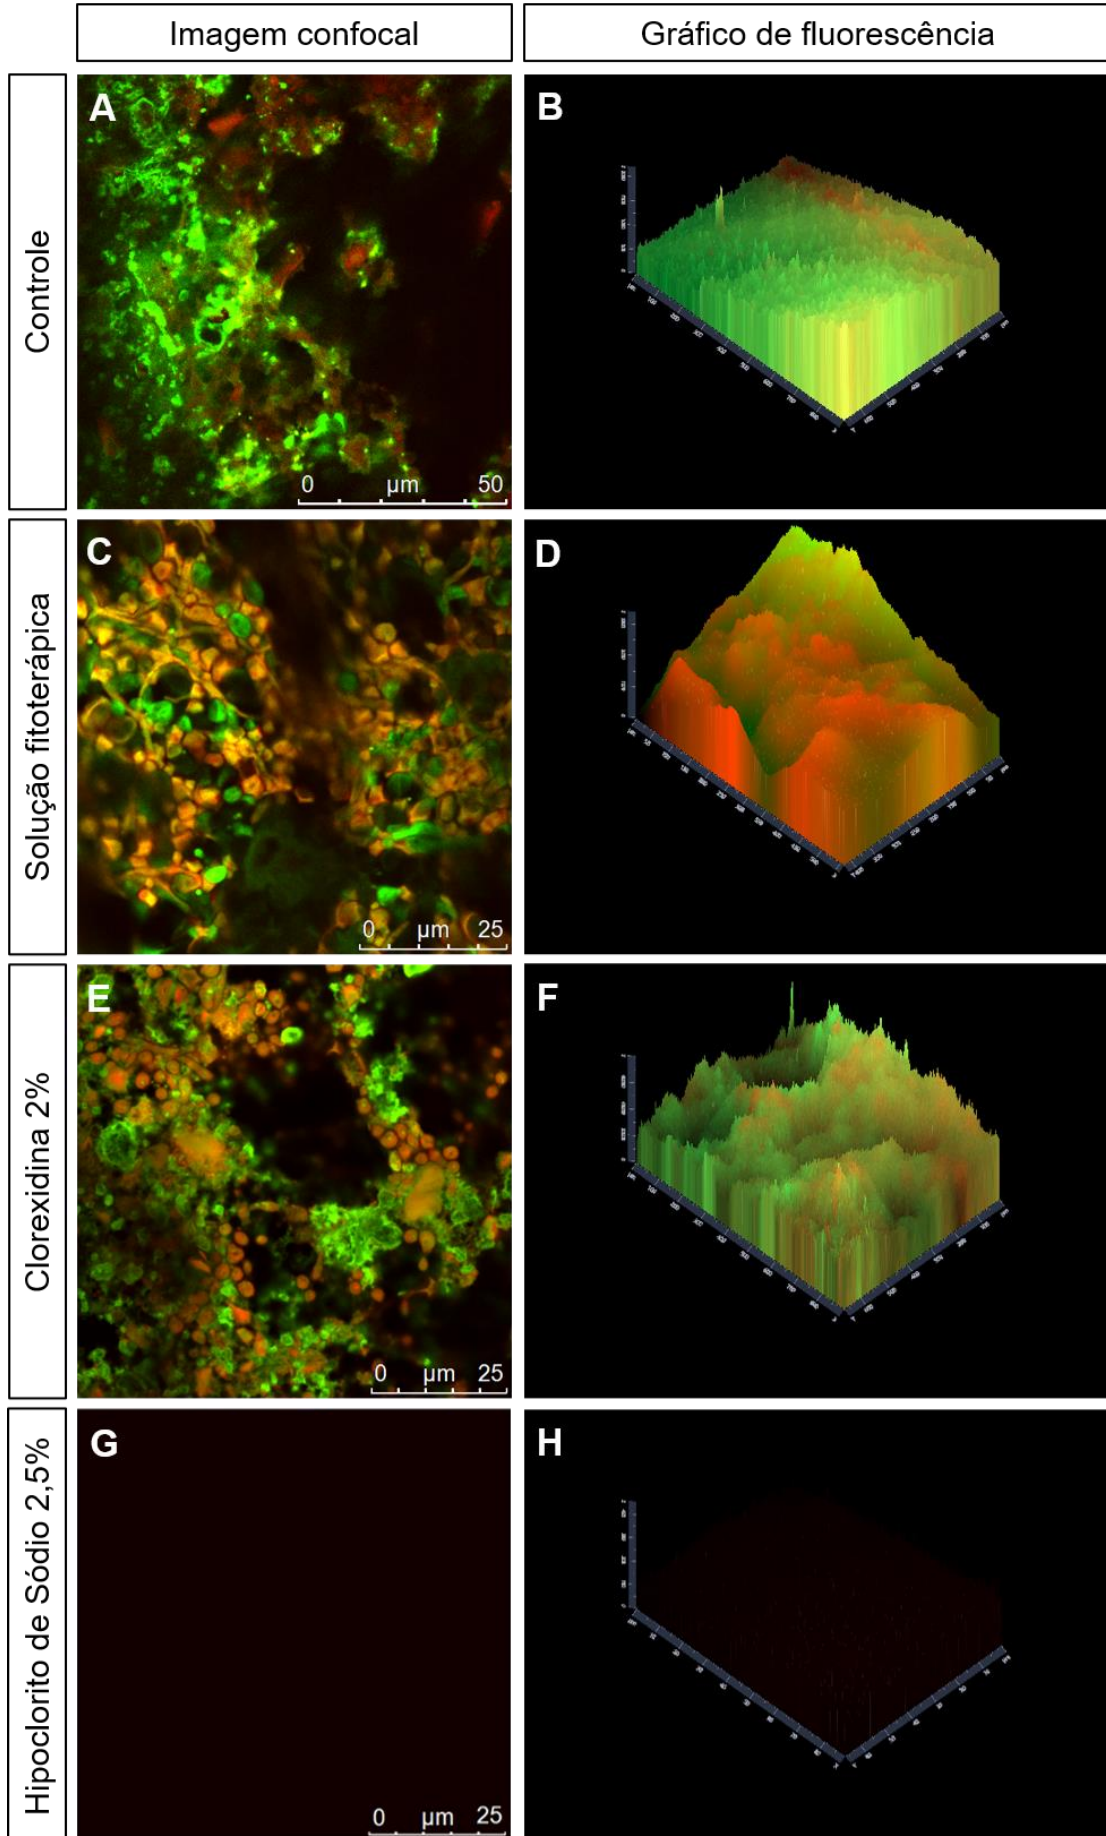 Imagem confocal
Gráfico de fluorescência
Controle
A
0 µm 50
B
Solução fitoterápica
C
0 µm 25
D
Clorexidina 2%
E
0 µm 25
F
Hipoclorito de Sódio 2,5%
G
0 µm 25
H